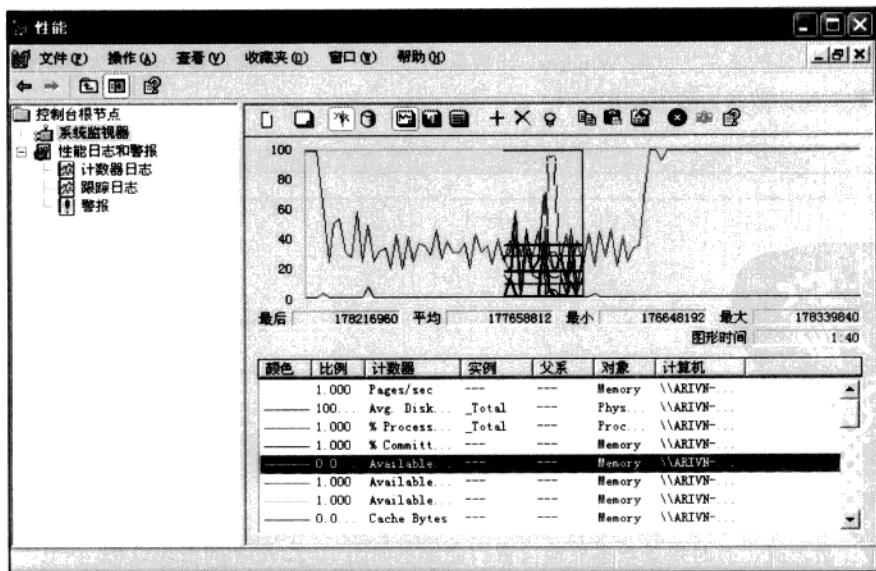 性能
文件(F) 操作(A) 查看(V) 收藏夹(O) 窗口(W) 帮助(H)
控制台根节点
系统监视器
性能日志和警报
计数器日志
跟踪日志
警报
100
80
60
40
20
0
最后 178216960 平均 177658812 最小 176648192 最大 178339840
图形时间 1:40
颜色 比例 计数器 实例 父系 对象 计算机
1.000 Pages/sec --- --- Memory \\ARIVN-...
100... Avg. Disk... _Total --- Phys... \\ARIVN-...
1.000 % Process... _Total --- Proc... \\ARIVN-...
1.000 % Committ... --- --- Memory \\ARIVN-...
0.0... Available... --- --- Memory \\ARIVN-...
1.000 Available... --- --- Memory \\ARIVN-...
1.000 Available... --- --- Memory \\ARIVN-...
0.0... Cache Bytes --- --- Memory \\ARIVN-...